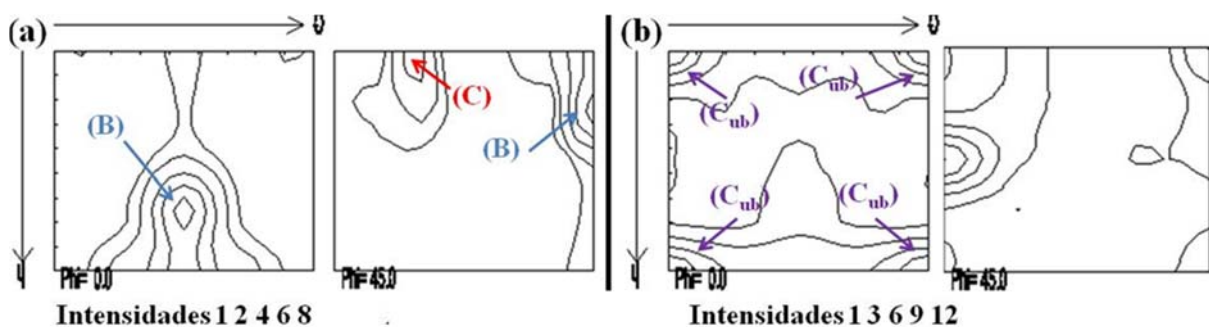 (a)
(B)
Phi= 0.0
(C)
(B)
Phi= 45.0
Intensidades 1 2 4 6 8
(b)
(Cub)
(Cub)
(Cub)
(Cub)
Phi= 0.0
Phi= 45.0
Intensidades 1 3 6 9 12